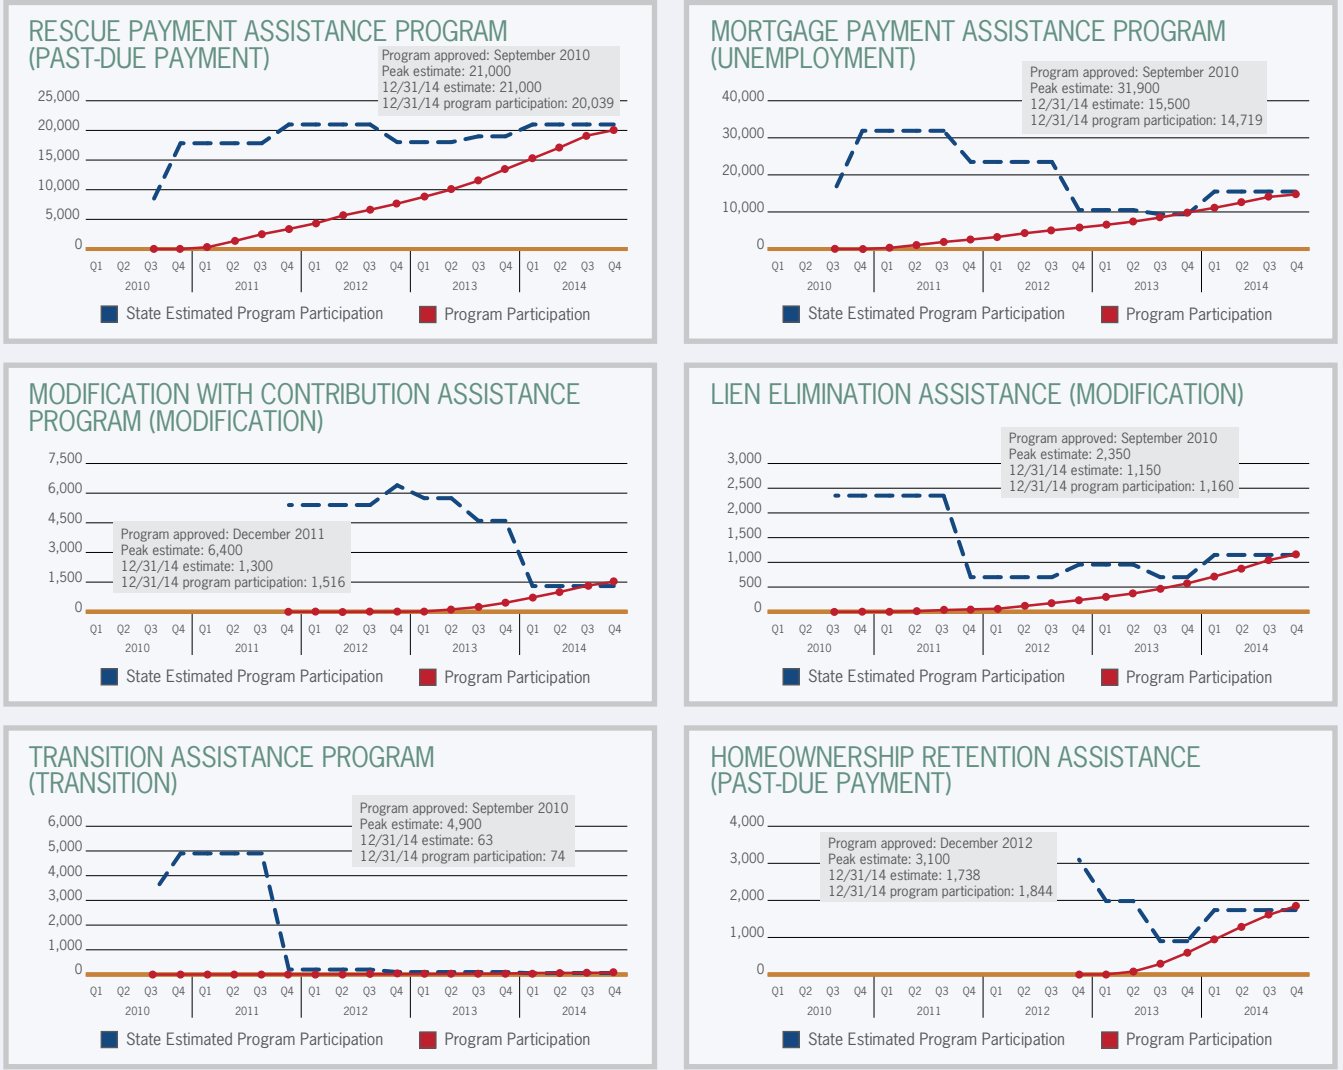 RESCUE PAYMENT ASSISTANCE PROGRAM
(PAST-DUE PAYMENT)
Program approved: September 2010
Peak estimate: 21,000
12/31/14 estimate: 21,000
12/31/14 program participation: 20,039
25,000
20,000
15,000
10,000
5,000
0
Q1 Q2 Q3 Q4 Q1 Q2 Q3 Q4 Q1 Q2 Q3 Q4 Q1 Q2 Q3 Q4 Q1 Q2 Q3 Q4
2010 2011 2012 2013 2014
State Estimated Program Participation Program Participation
MORTGAGE PAYMENT ASSISTANCE PROGRAM
(UNEMPLOYMENT)
Program approved: September 2010
Peak estimate: 31,900
12/31/14 estimate: 15,500
12/31/14 program participation: 14,719
40,000
30,000
20,000
10,000
0
Q1 Q2 Q3 Q4 Q1 Q2 Q3 Q4 Q1 Q2 Q3 Q4 Q1 Q2 Q3 Q4 Q1 Q2 Q3 Q4
2010 2011 2012 2013 2014
State Estimated Program Participation Program Participation
MODIFICATION WITH CONTRIBUTION ASSISTANCE
PROGRAM (MODIFICATION)
7,500
6,000
4,500
3,000
1,500
0
Program approved: December 2011
Peak estimate: 6,400
12/31/14 estimate: 1,300
12/31/14 program participation: 1,516
Q1 Q2 Q3 Q4 Q1 Q2 Q3 Q4 Q1 Q2 Q3 Q4 Q1 Q2 Q3 Q4 Q1 Q2 Q3 Q4
2010 2011 2012 2013 2014
State Estimated Program Participation Program Participation
LIEN ELIMINATION ASSISTANCE (MODIFICATION)
Program approved: September 2010
Peak estimate: 2,350
12/31/14 estimate: 1,150
12/31/14 program participation: 1,160
3,000
2,500
2,000
1,500
1,000
500
0
Q1 Q2 Q3 Q4 Q1 Q2 Q3 Q4 Q1 Q2 Q3 Q4 Q1 Q2 Q3 Q4 Q1 Q2 Q3 Q4
2010 2011 2012 2013 2014
State Estimated Program Participation Program Participation
TRANSITION ASSISTANCE PROGRAM
(TRANSITION)
Program approved: September 2010
Peak estimate: 4,900
12/31/14 estimate: 63
12/31/14 program participation: 74
6,000
5,000
4,000
3,000
2,000
1,000
0
Q1 Q2 Q3 Q4 Q1 Q2 Q3 Q4 Q1 Q2 Q3 Q4 Q1 Q2 Q3 Q4 Q1 Q2 Q3 Q4
2010 2011 2012 2013 2014
State Estimated Program Participation Program Participation
HOMEOWNERSHIP RETENTION ASSISTANCE
(PAST-DUE PAYMENT)
4,000
3,000
2,000
1,000
0
Program approved: December 2012
Peak estimate: 3,100
12/31/14 estimate: 1,738
12/31/14 program participation: 1,844
Q1 Q2 Q3 Q4 Q1 Q2 Q3 Q4 Q1 Q2 Q3 Q4 Q1 Q2 Q3 Q4 Q1 Q2 Q3 Q4
2010 2011 2012 2013 2014
State Estimated Program Participation Program Participation